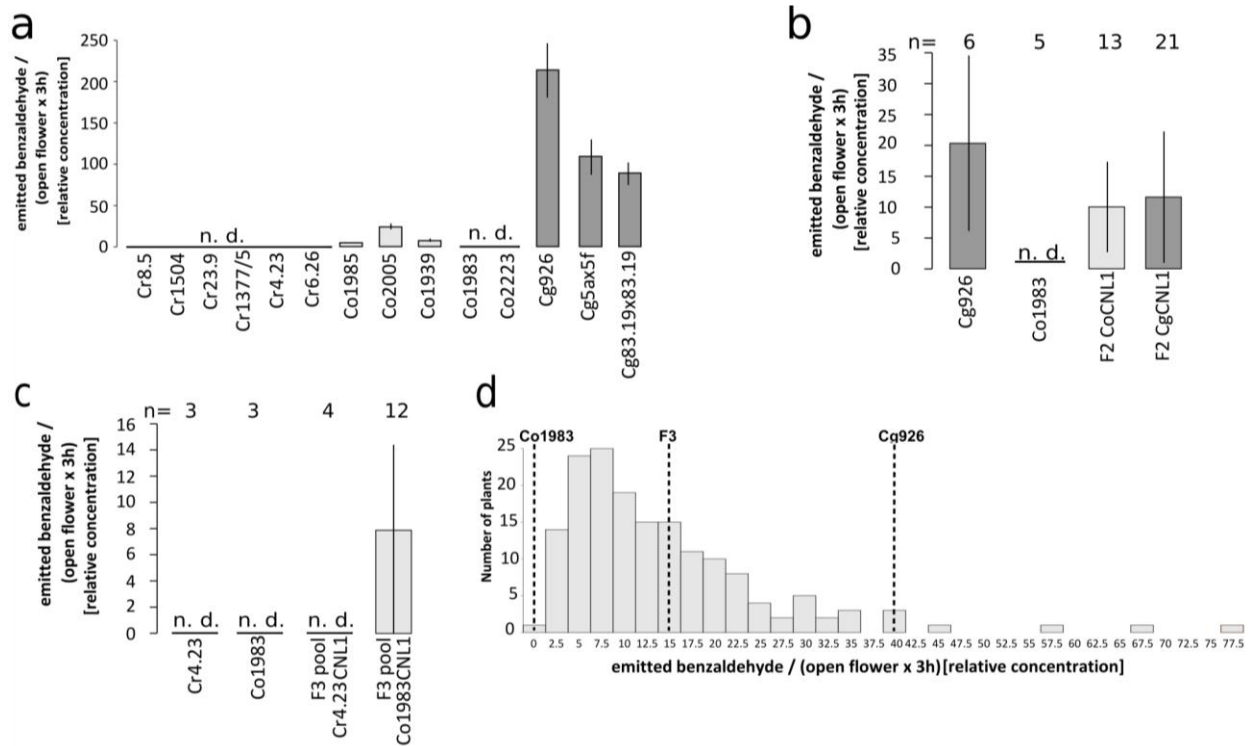 a
emitted benzaldehyde /
(open flower x 3h)
[relative concentration]
250
200
150
100
50
0
n. d.
n. d.
Cr8.5
Cr1504
Cr23.9
Cr1377/5
Cr4.23
Cr6.26
Co1985
Co2005
Co1939
Co1983
Co2223
Cg926
Cg5ax5f
Cg83.19x83.19
b
n= 6 5 13 21
emitted benzaldehyde /
(open flower x 3h)
[relative concentration]
35
30
25
20
15
10
5
0
n. d.
Cg926
Co1983
F2 CoCNL1
F2 CgCNL1
c
n= 3 3 4 12
emitted benzaldehyde /
(open flower x 3h)
[relative concentration]
16
14
12
10
8
6
4
2
0
n. d. n. d. n. d.
Cr4.23
Co1983
F3 pool
Cr4.23CNL1
F3 pool
Co1983CNL1
d
Co1983 F3 Cg926
Number of plants
25
20
15
10
5
0
0 2.5 5 7.5 10 12.5 15 17.5 20 22.5 25 27.5 30 32.5 35 37.5 40 42.5 45 47.5 50 52.5 55 57.5 60 62.5 65 67.5 70 72.5 75 77.5
emitted benzaldehyde / (open flower x 3h)[relative concentration]